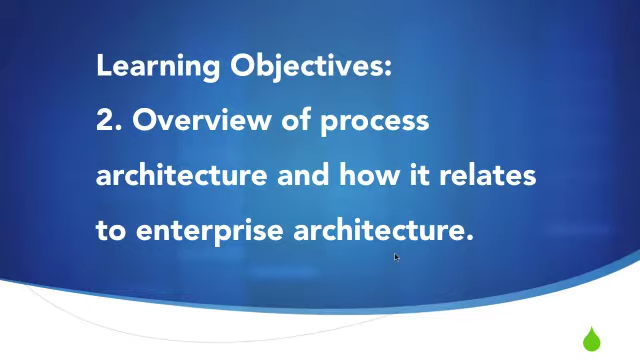 Learning Objectives:
2. Overview of process
architecture and how it relates
to enterprise architecture.